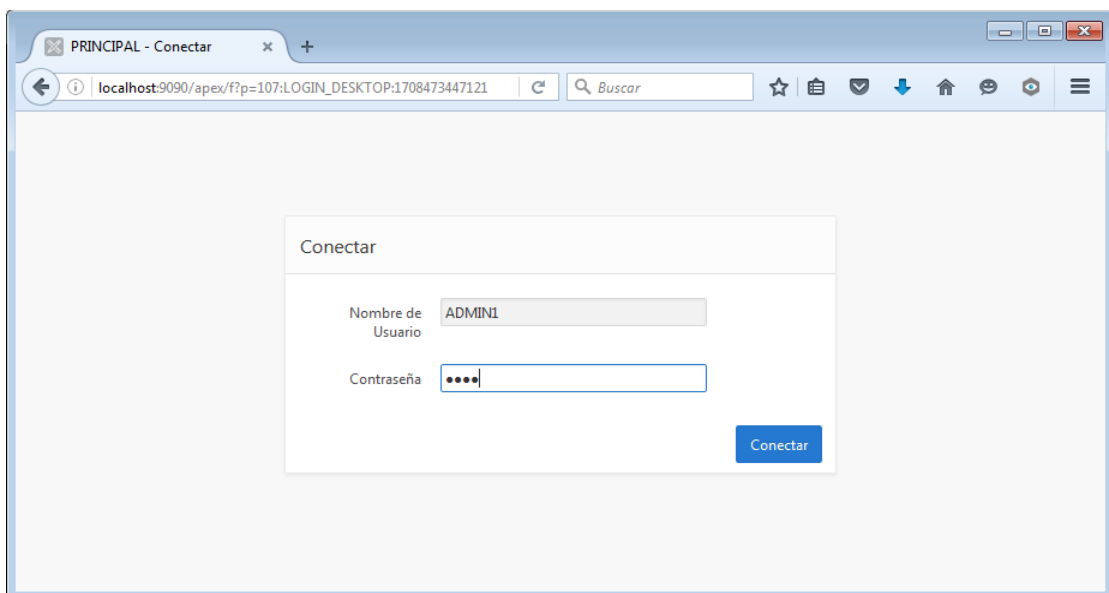 PRINCIPAL - Conectar
localhost:9090/apex/f?p=107:LOGIN_DESKTOP:1708473447121
Buscar
Conectar
Nombre de
Usuario
ADMIN1
Contraseña
••••
Conectar